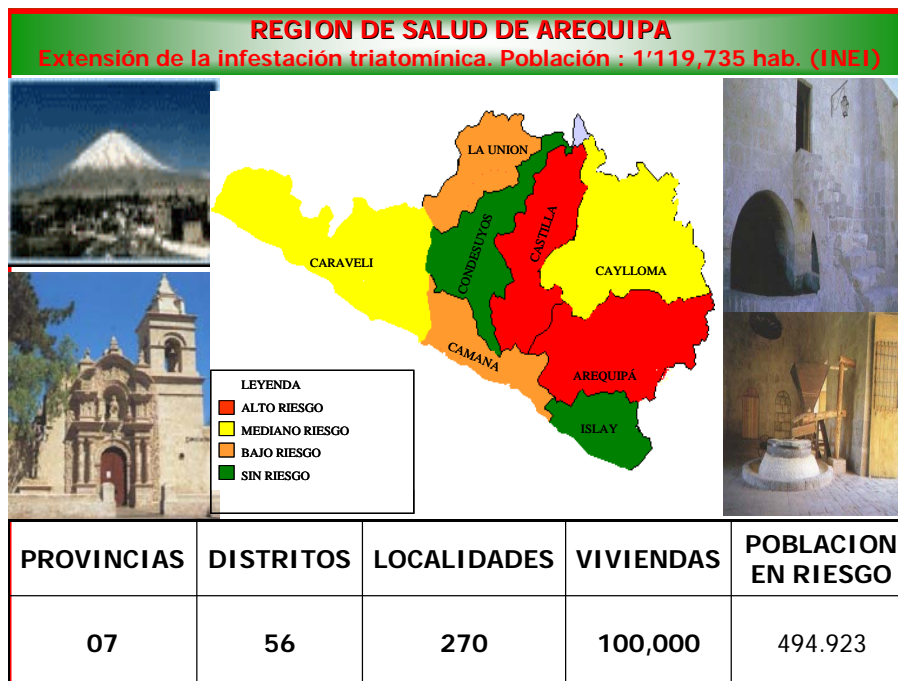 REGION DE SALUD DE AREQUIPA
Extensión de la infestación triatomínica. Población : 1’119,735 hab. (INEI)
LA UNION
CARAVELI
CONDESUYOS
CASTILLA
CAYLLOMA
CAMANA
AREQUIPÁ
ISLAY
LEYENDA
ALTO RIESGO
MEDIANO RIESGO
BAJO RIESGO
SIN RIESGO
PROVINCIAS DISTRITOS LOCALIDADES VIVIENDAS POBLACION
EN RIESGO
07 56 270 100,000 494.923